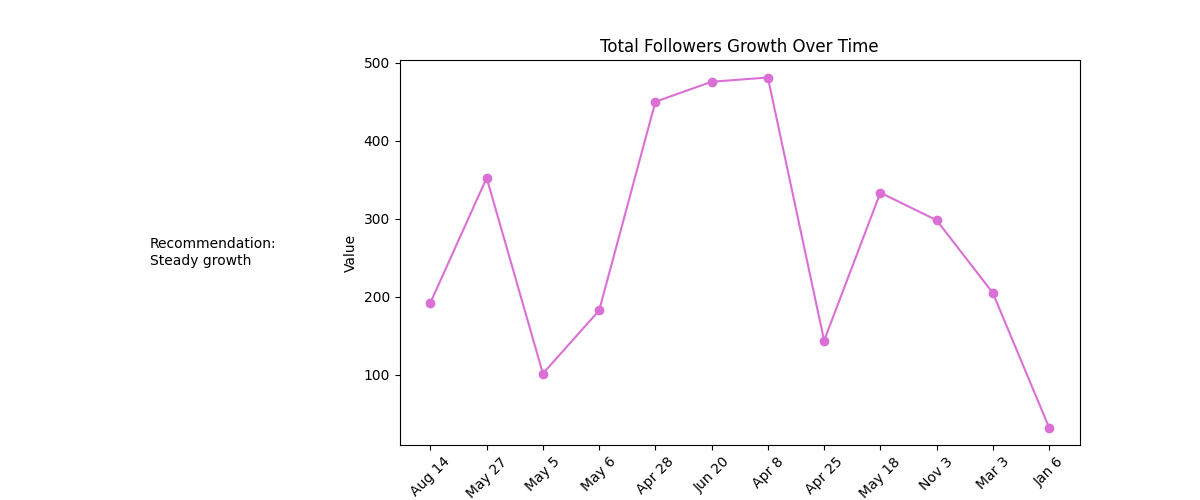 Total Followers Growth Over Time
Recommendation:
Steady growth
Value
500
400
300
200
100
Aug 14
May 27
May 5
May 6
Apr 28
Jun 20
Apr 8
Apr 25
May 18
Nov 3
Mar 3
Jan 6